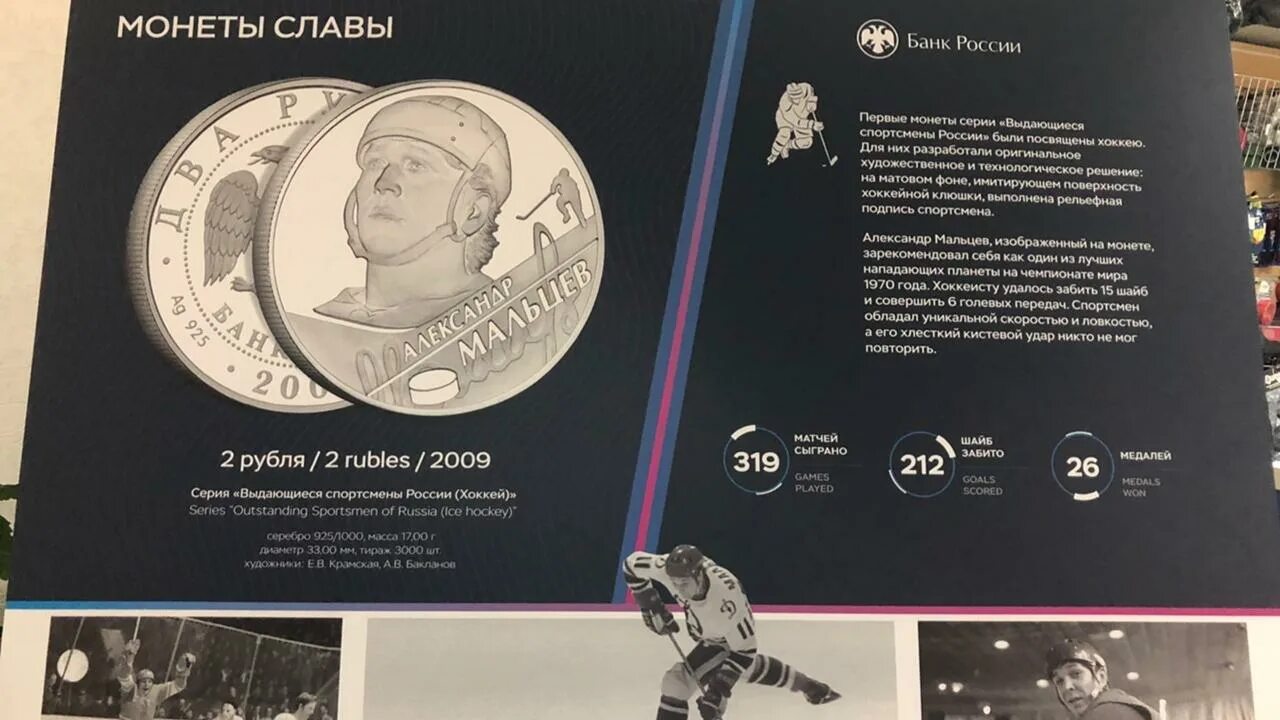 МОНЕТЫ СЛАВЫ
ДВА РУ
Ag 925
БАНК
• 200
АЛЕКСАНДР
МАЛЬЦЕВ
2 рубля / 2 rubles / 2009
Серия «Выдающиеся спортсмены России (Хоккей)»
Series "Outstanding Sportsmen of Russia (Ice hockey)"
серебро 925/1000, масса 17,00 г
диаметр 33,00 мм, тираж 3000 шт.
художники: Е.В. Крамская, А.В. Бакланов
Банк России
Первые монеты серии «Выдающиеся
спортсмены России» были посвящены хоккею.
Для них разработали оригинальное
художественное и технологическое решение:
на матовом фоне, имитирующем поверхность
хоккейной клюшки, выполнена рельефная
подпись спортсмена.
Александр Мальцев, изображенный на монете,
зарекомендовал себя как один из лучших
нападающих планеты на чемпионате мира
1970 года. Хоккеисту удалось забить 15 шайб
и совершить 6 голевых передач. Спортсмен
обладал уникальной скоростью и ловкостью,
а его хлесткий кистевой удар никто не мог
повторить.
319
МАТЧЕЙ
СЫГРАНО
GAMES
PLAYED
212
ШАЙБ
ЗАБИТО
GOALS
SCORED
26
МЕДАЛЕЙ
MEDALS
WON
11
Ф
11